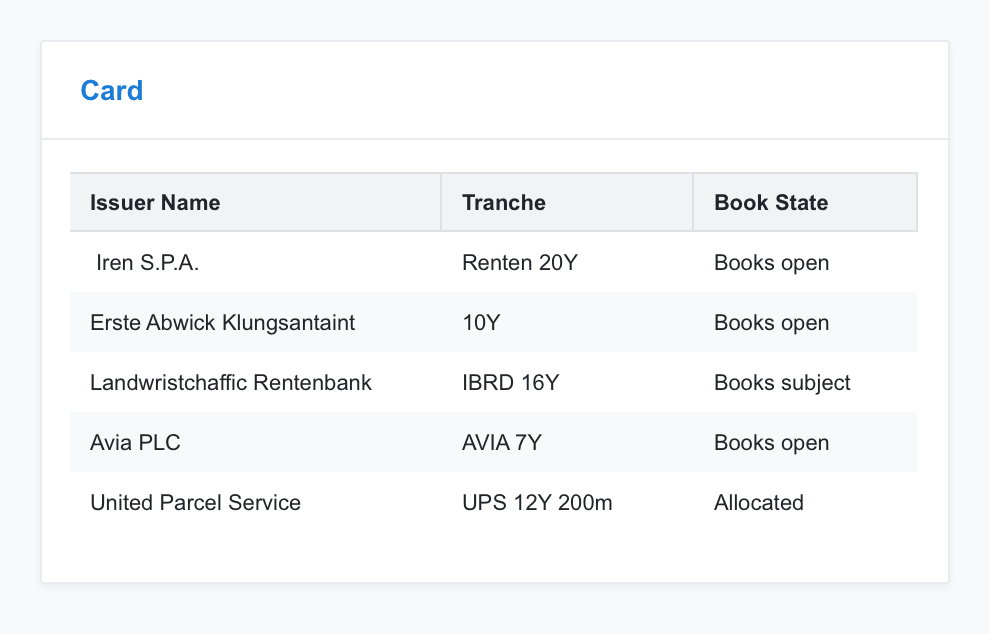 Card
Issuer Name Tranche Book State
Iren S.P.A. Renten 20Y Books open
Erste Abwick Klungsantaint 10Y Books open
Landwristchaffic Rentenbank IBRD 16Y Books subject
Avia PLC AVIA 7Y Books open
United Parcel Service UPS 12Y 200m Allocated